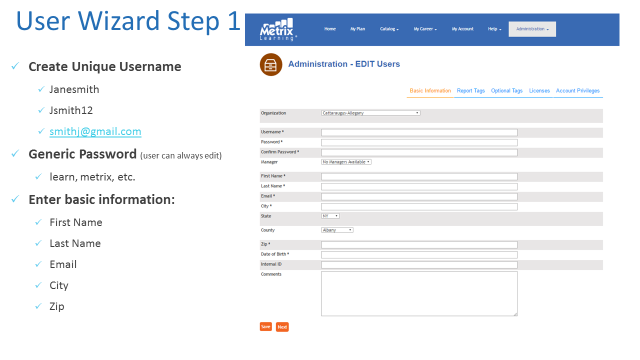 User Wizard Step 1
Create Unique Username
Janesmith
Jsmith12
smithj@gmail.com
Generic Password (user can always edit)
learn, metrix, etc.
Enter basic information:
First Name
Last Name
Email
City
Zip
Metrix
Learning
Home My Plan Catalog My Career My Account Help Administration
Administration - EDIT Users
Basic Information Report Tags Optional Tags Licenses Account Privileges
Organization Cattaraugus-Allegany
Username *
Password *
Confirm Password *
Manager No Managers Available
First Name *
Last Name *
Email *
City *
State NY
County Albany
Zip *
Date of Birth *
Internal ID
Comments
Save Next